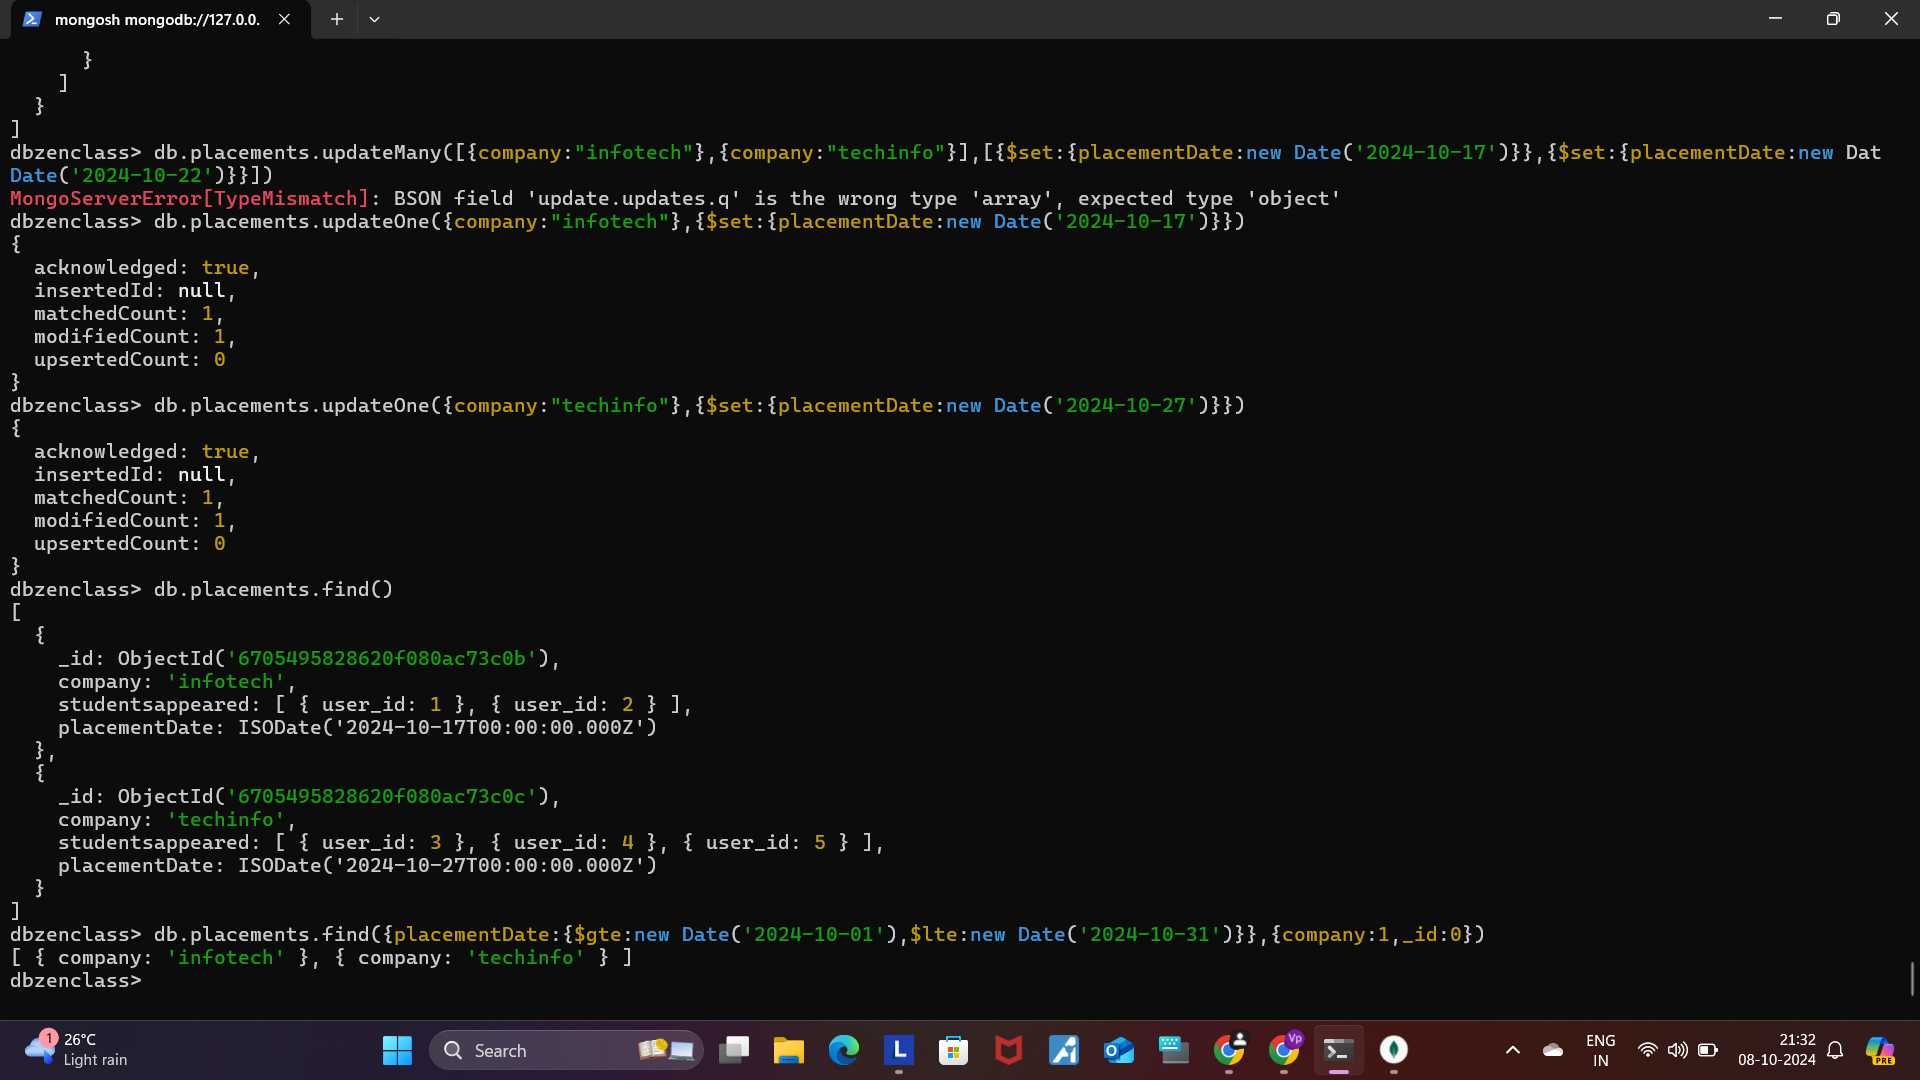 mongosh mongodb://127.0.0.
}
]
}
]
dbzenclass> db.placements.updateMany([{company:"infotech"},{company:"techinfo"}],[{$set:{placementDate:new Date('2024-10-17')}},{$set:{placementDate:new Dat
Date('2024-10-22')}}])
MongoServerError[TypeMismatch]: BSON field 'update.updates.q' is the wrong type 'array', expected type 'object'
dbzenclass> db.placements.updateOne({company:"infotech"},{$set:{placementDate:new Date('2024-10-17')}})
{
acknowledged: true,
insertedId: null,
matchedCount: 1,
modifiedCount: 1,
upsertedCount: 0
}
dbzenclass> db.placements.updateOne({company:"techinfo"},{$set:{placementDate:new Date('2024-10-27')}})
{
acknowledged: true,
insertedId: null,
matchedCount: 1,
modifiedCount: 1,
upsertedCount: 0
}
dbzenclass> db.placements.find()
[
{
_id: ObjectId('6705495828620f080ac73c0b'),
company: 'infotech',
studentsappeared: [ { user_id: 1 }, { user_id: 2 } ],
placementDate: ISODate('2024-10-17T00:00:00.000Z')
},
{
_id: ObjectId('6705495828620f080ac73c0c'),
company: 'techinfo',
studentsappeared: [ { user_id: 3 }, { user_id: 4 }, { user_id: 5 } ],
placementDate: ISODate('2024-10-27T00:00:00.000Z')
}
]
dbzenclass> db.placements.find({placementDate:{$gte:new Date('2024-10-01'),$lte:new Date('2024-10-31')}},{company:1,_id:0})
[ { company: 'infotech' }, { company: 'techinfo' } ]
dbzenclass>
1
26°C
Light rain
Search
L
Vp
ENG
IN
21:32
08-10-2024
PRE